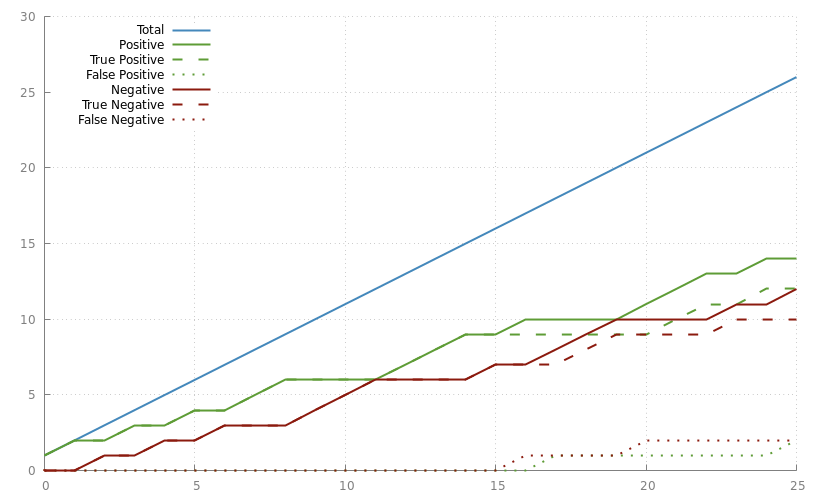 30
25
20
15
10
5
0
Total
Positive
True Positive
False Positive
Negative
True Negative
False Negative
0 5 10 15 20 25